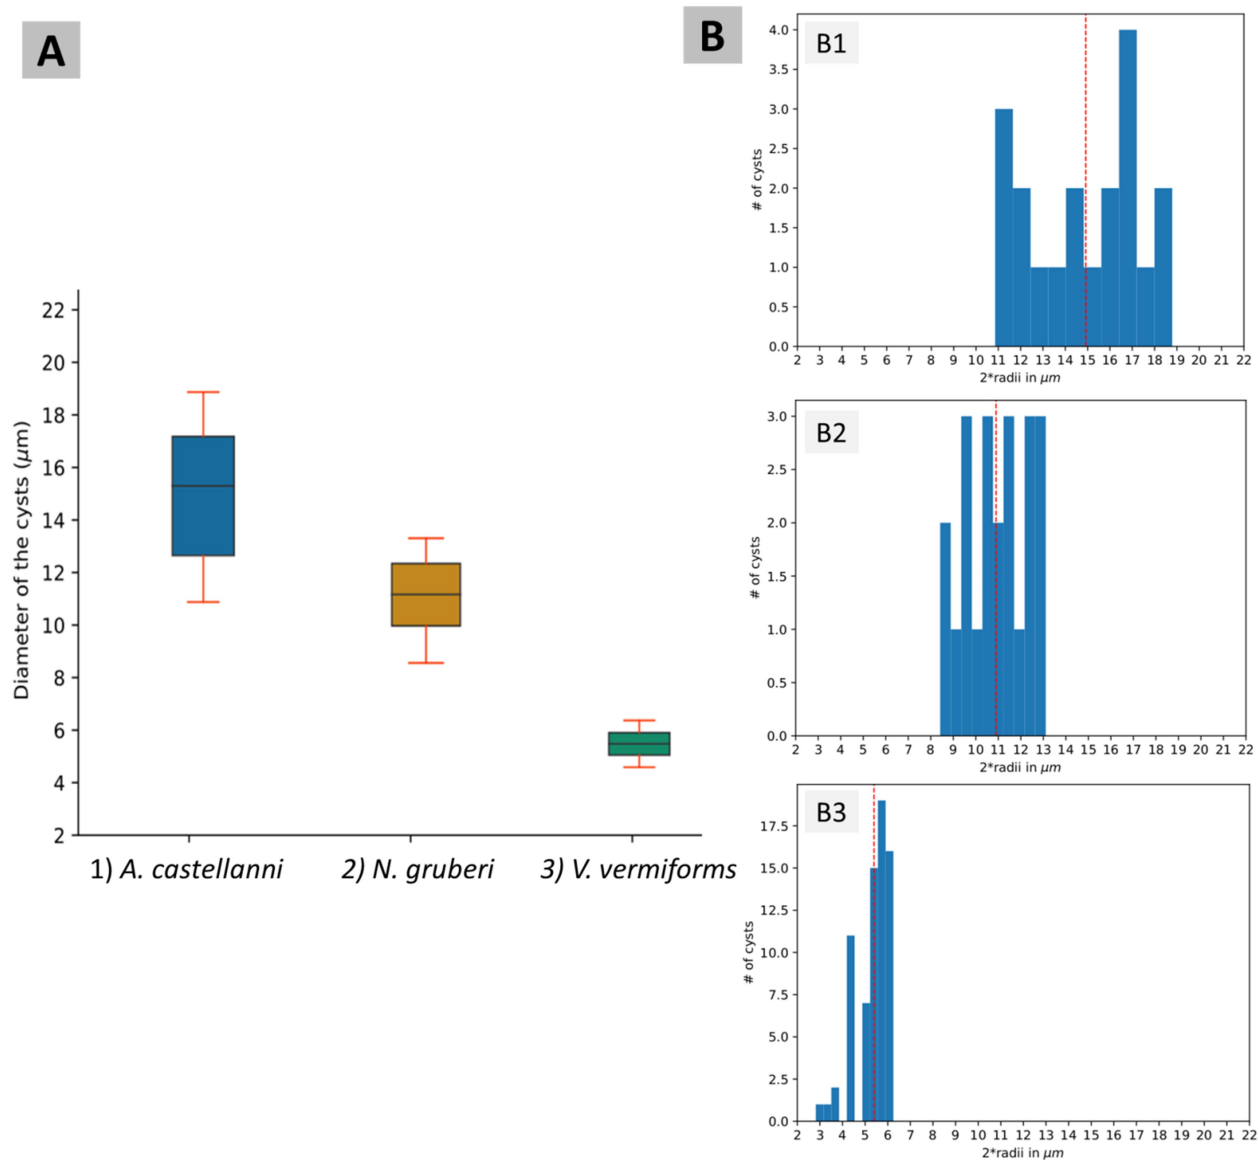 A
22
20
18
16
14
12
10
8
6
4
2
Diameter of the cysts (μm)
1) A. castellanni 2) N. gruberi 3) V. vermiforms
B
B1
4.0
3.5
3.0
2.5
2.0
1.5
1.0
0.5
0.0
# of cysts
2 3 4 5 6 7 8 9 10 11 12 13 14 15 16 17 18 19 20 21 22
2*radii in μm
B2
3.0
2.5
2.0
1.5
1.0
0.5
0.0
# of cysts
2 3 4 5 6 7 8 9 10 11 12 13 14 15 16 17 18 19 20 21 22
2*radii in μm
B3
17.5
15.0
12.5
10.0
7.5
5.0
2.5
0.0
# of cysts
2 3 4 5 6 7 8 9 10 11 12 13 14 15 16 17 18 19 20 21 22
2*radii in μm